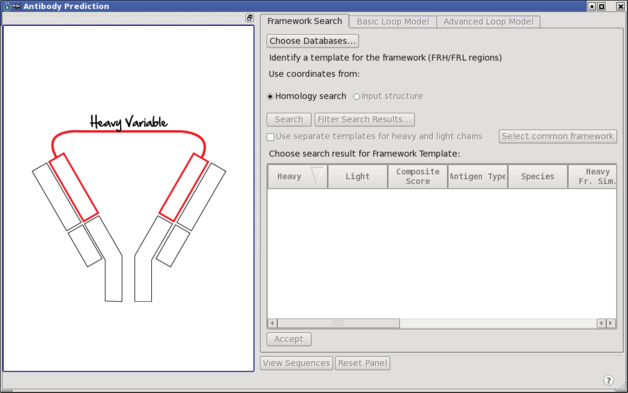 Antibody Prediction
Heavy Variable
Framework Search
Basic Loop Model
Advanced Loop Model
Choose Databases...
Identify a template for the framework (FRH/FRL regions)
Use coordinates from:
Homology search
Input structure
Search
Filter Search Results...
Use separate templates for heavy and light chains
Select common framework
Choose search result for Framework Template:
Heavy
Light
Composite
Score
Antigen Type
Species
Heavy
Fr. Sim.
Accept
View Sequences
Reset Panel
?